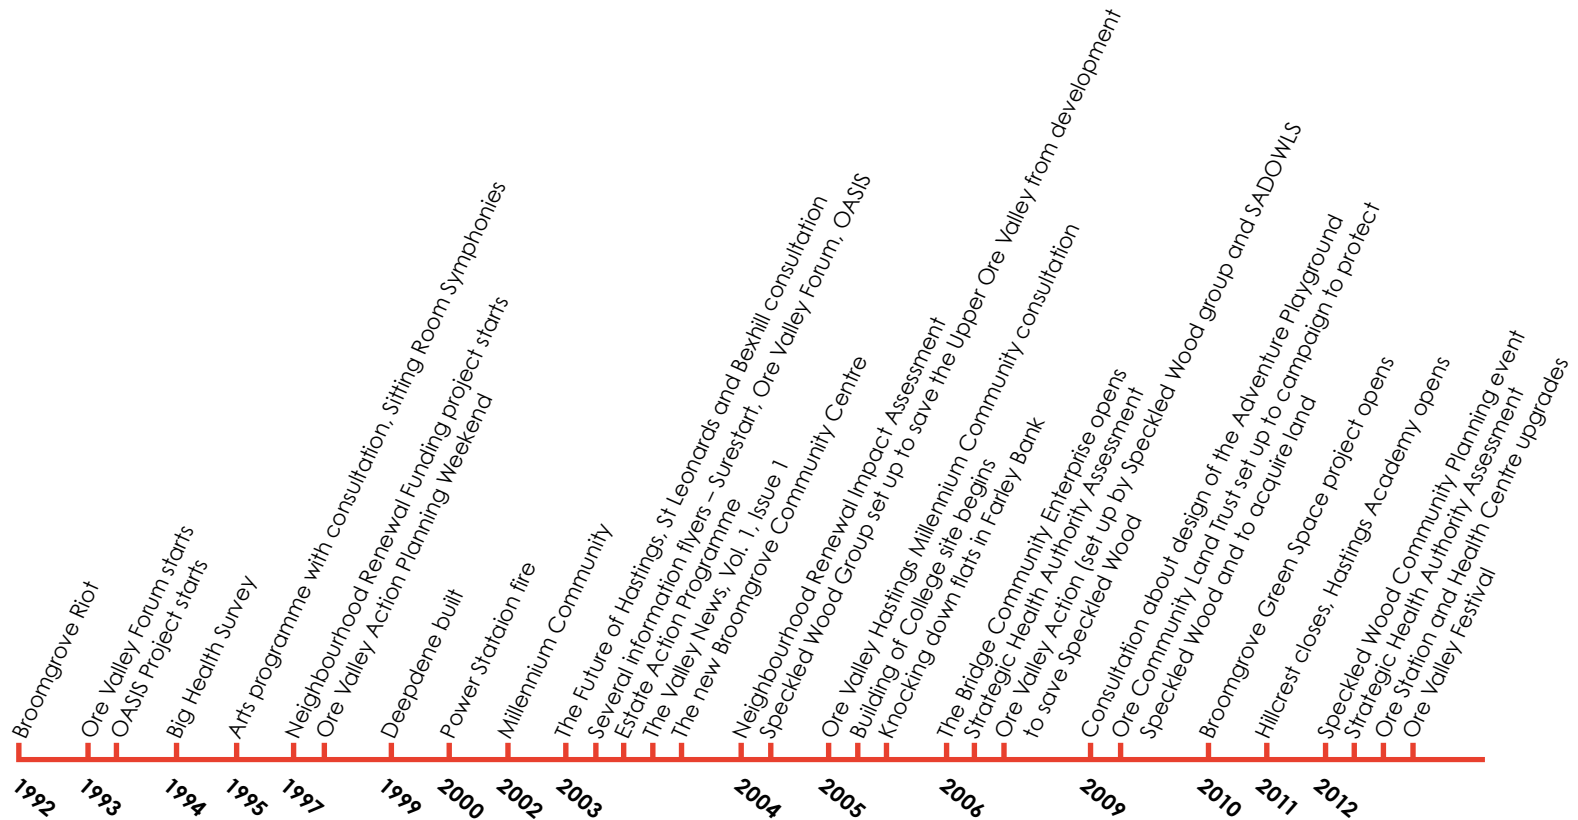 Broomgrove Riot
Ore Valley Forum starts
OASIS Project starts
Big Health Survey
Arts programme with consultation, Sitting Room Symphonies
Neighbourhood Renewal Funding project starts
Ore Valley Action Planning Weekend
Deepdene built
Power Stataion fire
Millennium Community
The Future of Hastings, St Leonards and Bexhill consultation
Several information flyers – Surestart, Ore Valley Forum, OASIS
Estate Action Programme
The Valley News, Vol. 1, Issue 1
The new Broomgrove Community Centre
Neighbourhood Renewal Impact Assessment
Speckled Wood Group set up to save the Upper Ore Valley from development
Ore Valley Hastings Millennium Community consultation
Building of College site begins
Knocking down flats in Farley Bank
The Bridge Community Enterprise opens
Strategic Health Authority Assessment
Ore Valley Action (set up by Speckled Wood group and SADOWLS
to save Speckled Wood
Consultation about design of the Adventure Playground
Ore Community Land Trust set up to campaign to protect
Speckled Wood and to acquire land
Broomgrove Green Space project opens
Hillcrest closes, Hastings Academy opens
Speckled Wood Community Planning event
Strategic Health Authority Assessment
Ore Station and Health Centre upgrades
Ore Valley Festival
1992
1993
1994
1995
1997
1999
2000
2002
2003
2004
2005
2006
2009
2010
2011
2012